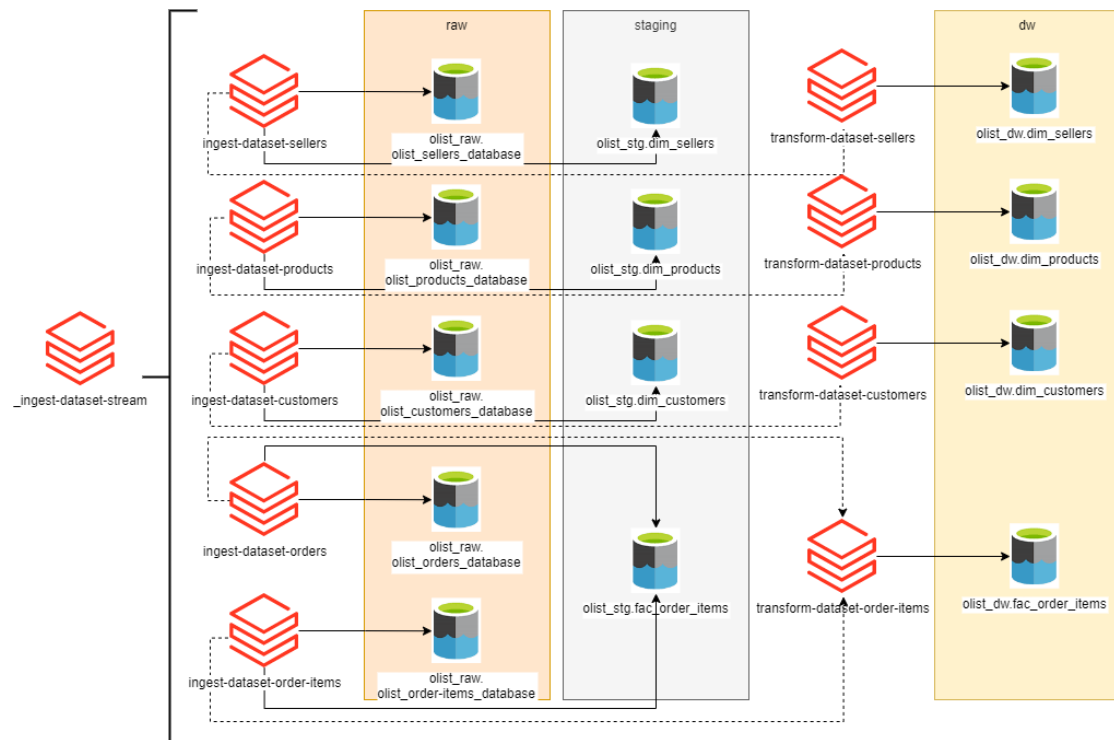 raw
staging
dw
ingest-dataset-sellers
olist_raw.
olist_sellers_database
olist_stg.dim_sellers
transform-dataset-sellers
olist_dw.dim_sellers
ingest-dataset-products
olist_raw.
olist_products_database
olist_stg.dim_products
transform-dataset-products
olist_dw.dim_products
_ingest-dataset-stream
ingest-dataset-customers
olist_raw.
olist_customers_database
olist_stg.dim_customers
transform-dataset-customers
olist_dw.dim_customers
ingest-dataset-orders
olist_raw.
olist_orders_database
olist_stg.fac_order_items
transform-dataset-order-items
olist_dw.fac_order_items
ingest-dataset-order-items
olist_raw.
olist_order-items_database